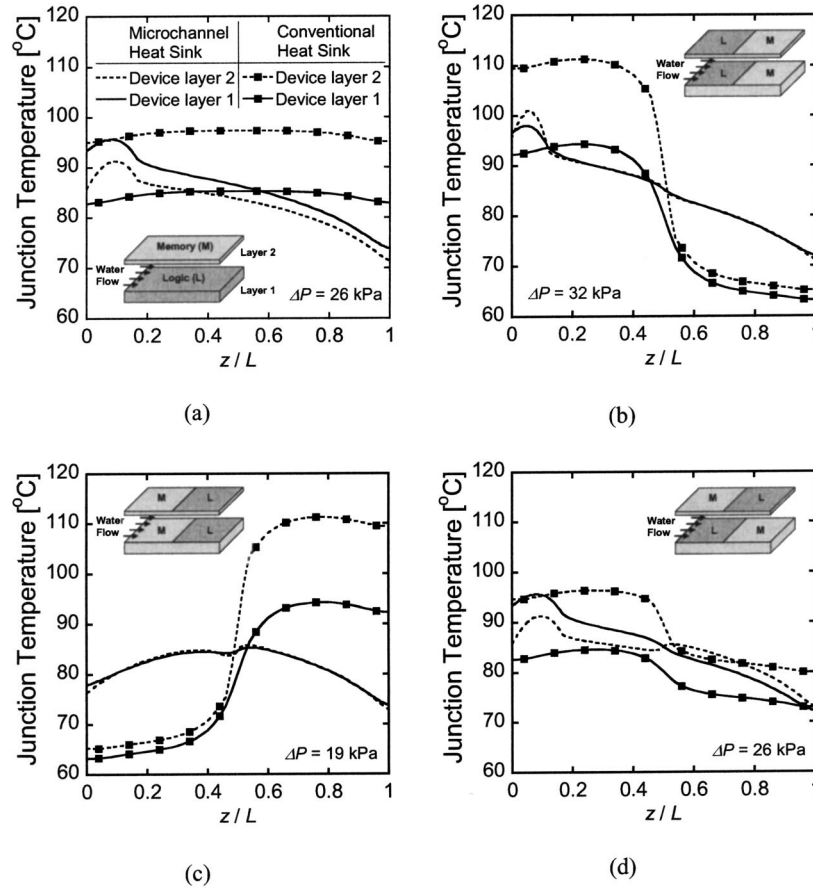 Microchannel Heat Sink
Conventional Heat Sink
Device layer 2
Device layer 2
Device layer 1
Device layer 1
Junction Temperature [°C]
120
110
100
90
80
70
60
Memory (M)
Layer 2
Water Flow
Logic (L)
Layer 1
ΔP = 26 kPa
0 0.2 0.4 0.6 0.8 1
z / L
(a)
Junction Temperature [°C]
120
110
100
90
80
70
60
L M
Water Flow
L M
ΔP = 32 kPa
0 0.2 0.4 0.6 0.8 1
z / L
(b)
Junction Temperature [°C]
120
110
100
90
80
70
60
M L
Water Flow
M L
ΔP = 19 kPa
0 0.2 0.4 0.6 0.8 1
z / L
(c)
Junction Temperature [°C]
120
110
100
90
80
70
60
M L
Water Flow
L M
ΔP = 26 kPa
0 0.2 0.4 0.6 0.8 1
z / L
(d)